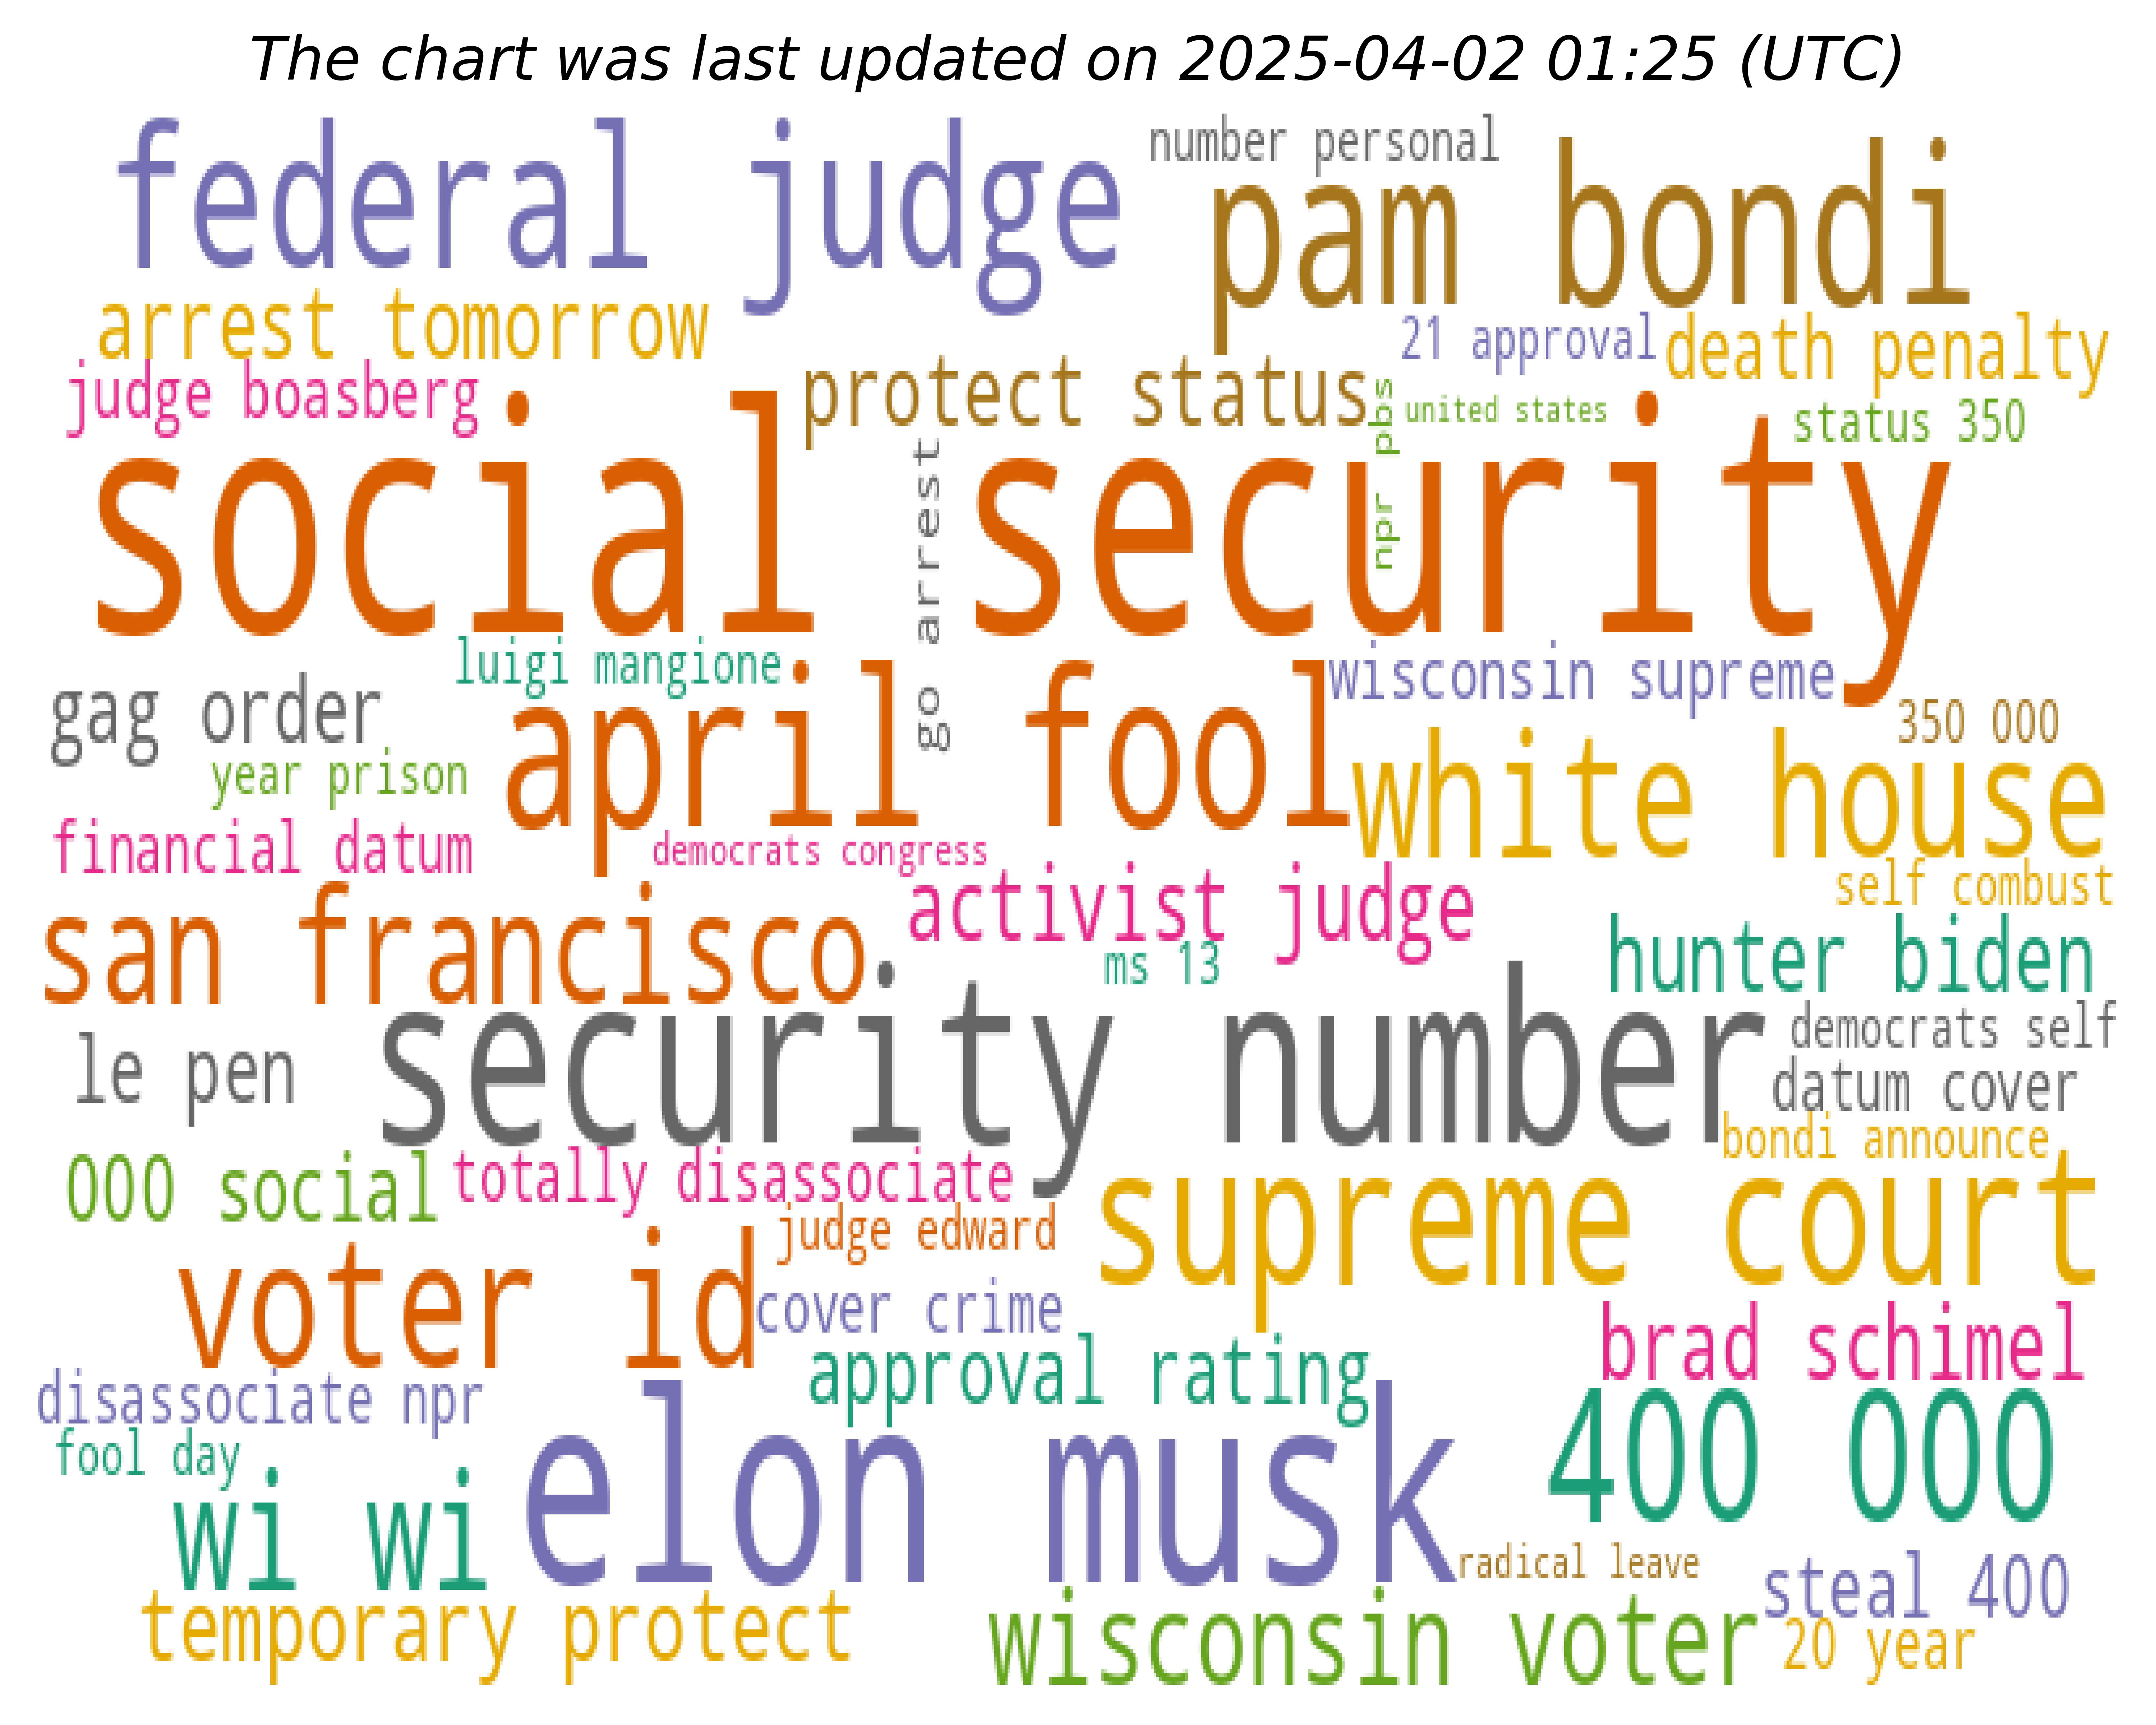 The chart was last updated on 2025-04-02 01:25 (UTC)
federal judge
number personal
pam bondi
arrest tomorrow
21 approval
death penalty
judge boasberg
protect status
npr pbs
united states
status 350
social security
go arrest
luigi mangione
wisconsin supreme
gag order
april fool
350 000
year prison
white house
financial datum
democrats congress
self combust
activist judge
san francisco
ms 13
hunter biden
security number
democrats self
le pen
datum cover
bondi announce
000 social
totally disassociate
supreme court
judge edward
voter id
cover crime
brad schimel
approval rating
disassociate npr
400 000
fool day
elon musk
wi wi
radical leave
steal 400
temporary protect
wisconsin voter
20 year